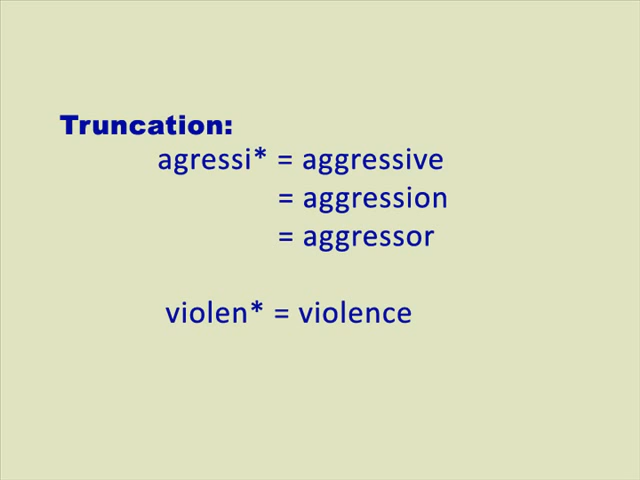 Truncation:
agressi* = aggressive
= aggression
= aggressor
violen* = violence